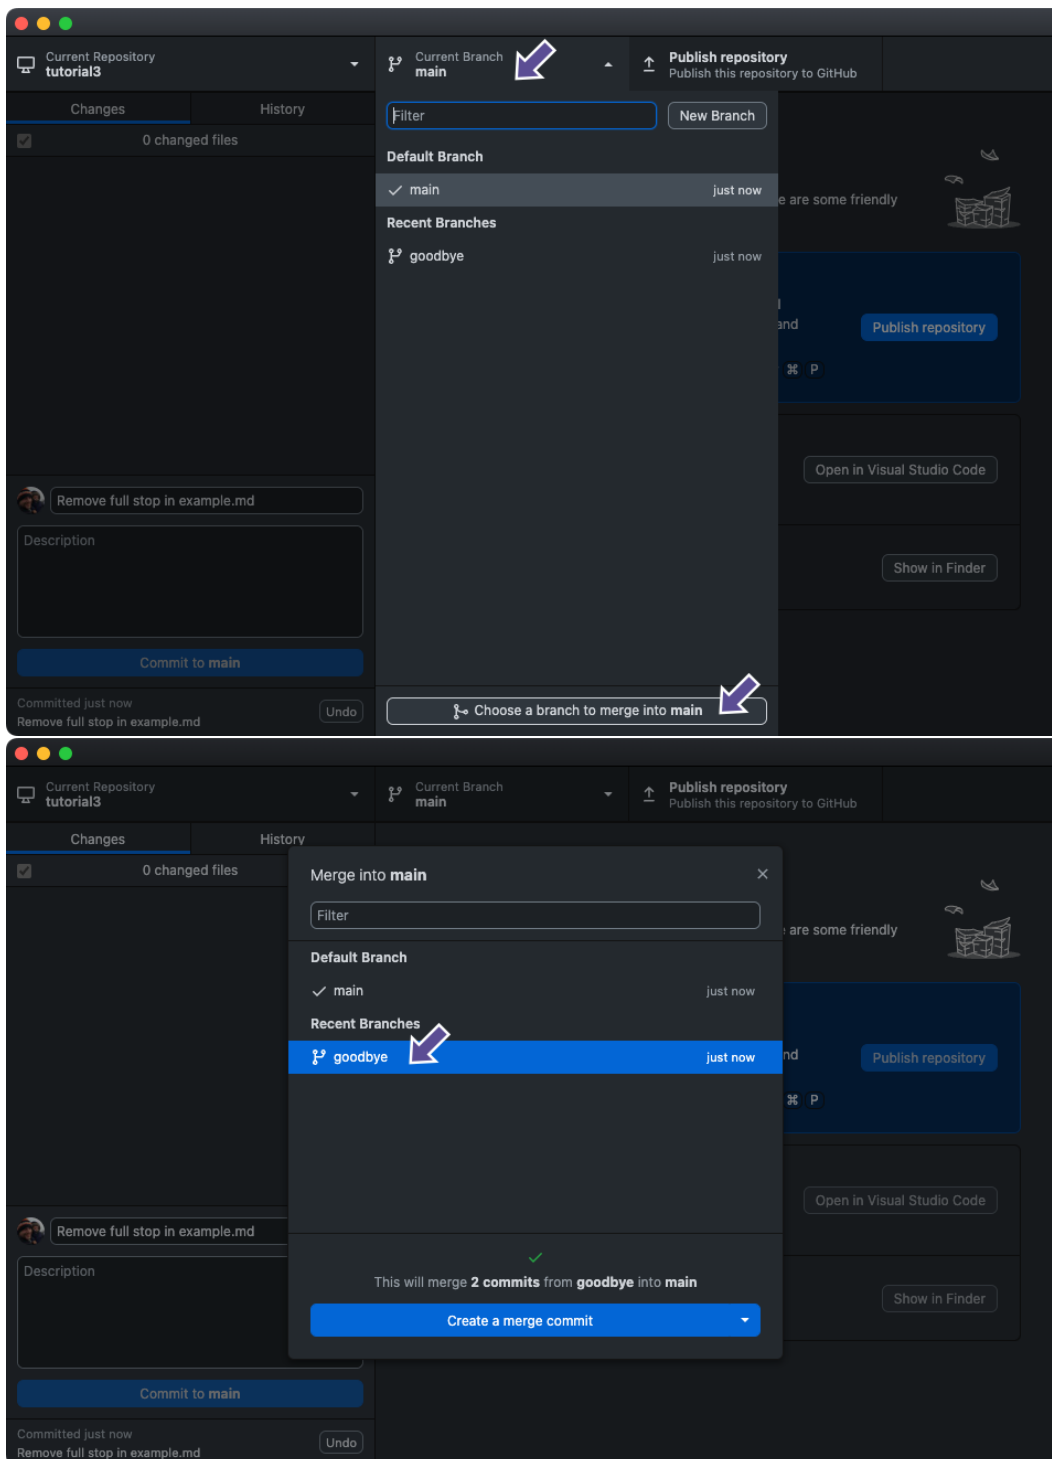 Current Repository
tutorial3
Current Branch
main
Publish repository
Publish this repository to GitHub
Changes
History
0 changed files
Filter
New Branch
Default Branch
main
just now
Recent Branches
goodbye
just now
e are some friendly
and
Publish repository
⌘ P
Open in Visual Studio Code
Show in Finder
Remove full stop in example.md
Description
Commit to main
Committed just now
Remove full stop in example.md
Undo
Choose a branch to merge into main
Current Repository
tutorial3
Current Branch
main
Publish repository
Publish this repository to GitHub
Changes
History
0 changed files
Merge into main
Filter
Default Branch
main
just now
Recent Branches
goodbye
just now
This will merge 2 commits from goodbye into main
Create a merge commit
are some friendly
nd
Publish repository
⌘ P
Open in Visual Studio Code
Show in Finder
Remove full stop in example.md
Description
Commit to main
Committed just now
Remove full stop in example.md
Undo